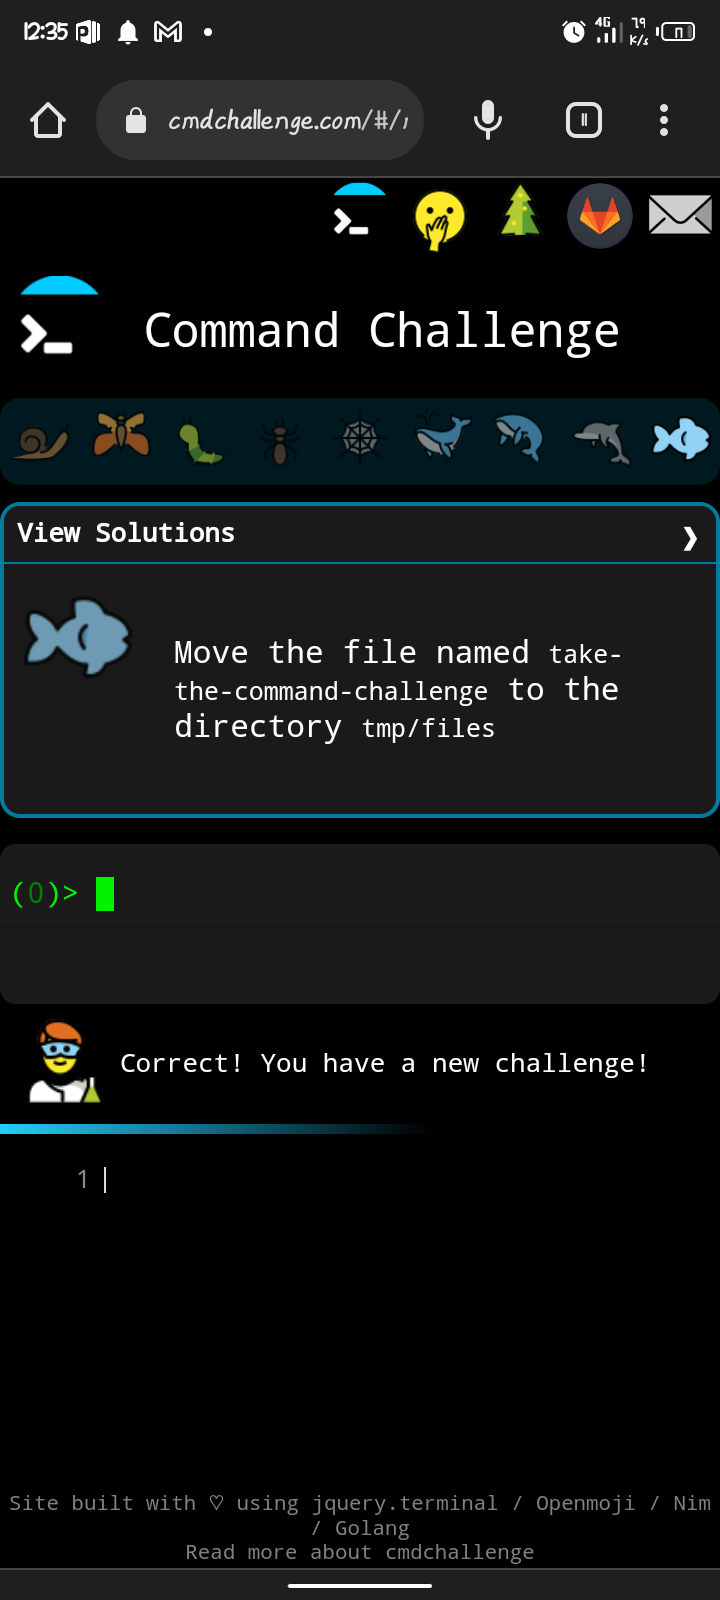 12:35
4G
79
K/s
cmdchallenge.com/#/
Command Challenge
View Solutions
Move the file named take-
the-command-challenge to the
directory tmp/files
(0)>
Correct! You have a new challenge!
1
Site built with ♡ using jquery.terminal / Openmoji / Nim
/ Golang
Read more about cmdchallenge